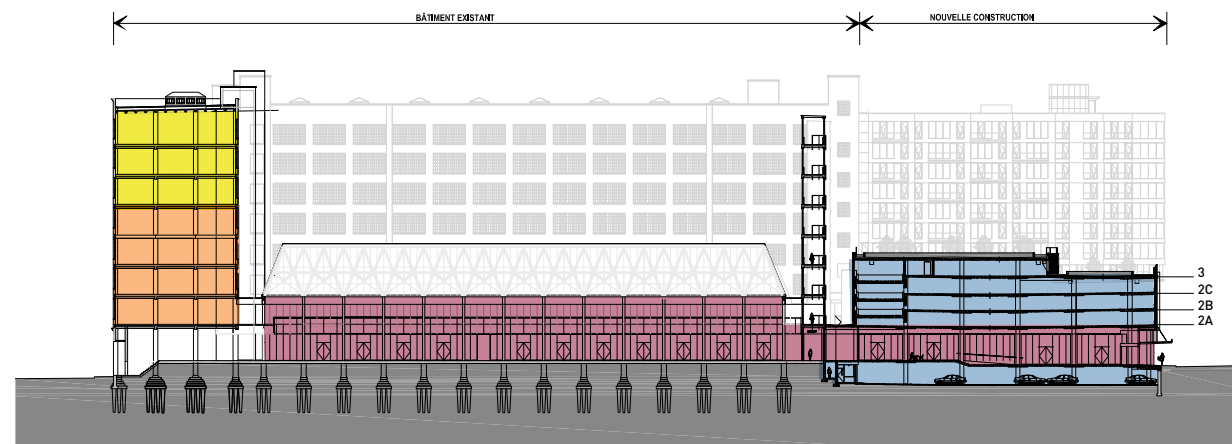 BÂTIMENT EXISTANT
NOUVELLE CONSTRUCTION
3
2C
2B
2A